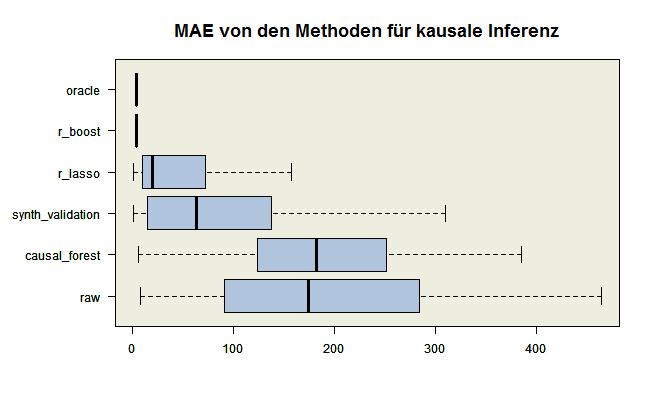 MAE von den Methoden für kausale Inferenz
oracle
r_boost
r_lasso
synth_validation
causal_forest
raw
0 100 200 300 400